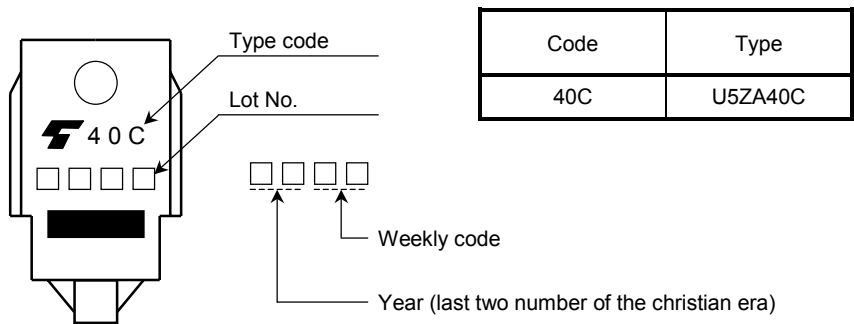 Type code
Lot No.
40C
Code Type
40C U5ZA40C
Weekly code
Year (last two number of the christian era)